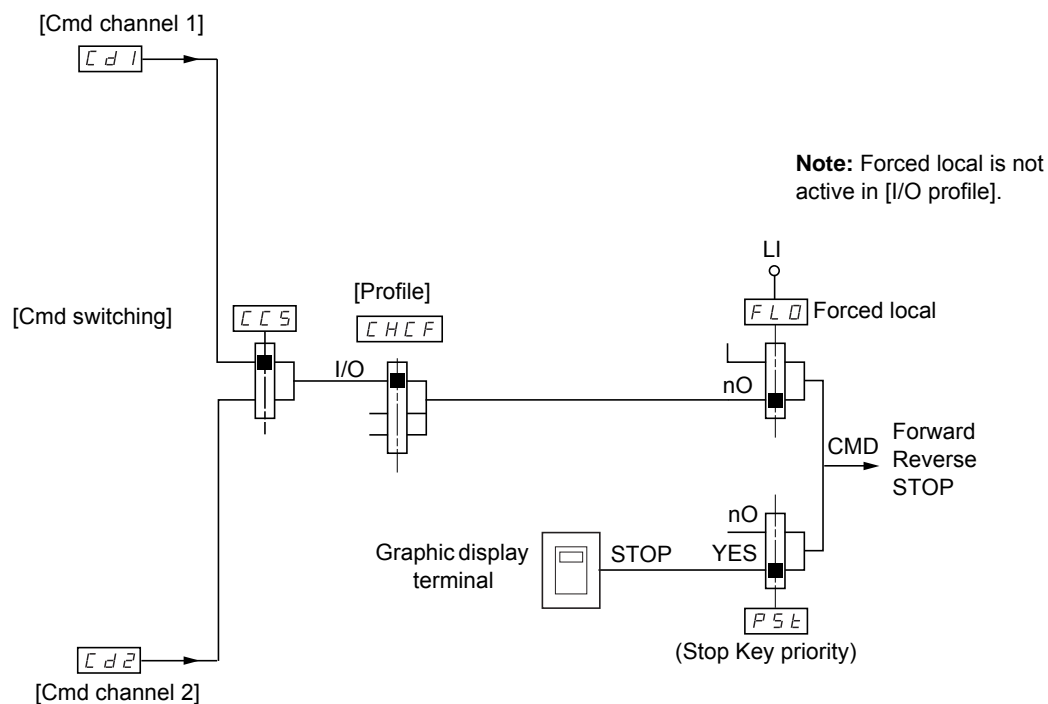 [Cmd channel 1]
Cd1
Note: Forced local is not
active in [I/O profile].
LI
[Profile]
[Cmd switching]
CCS
CHCF
FLO Forced local
I/O
nO
CMD
Forward
Reverse
STOP
nO
Graphic display
terminal
STOP
YES
PSt
(Stop Key priority)
Cd2
[Cmd channel 2]